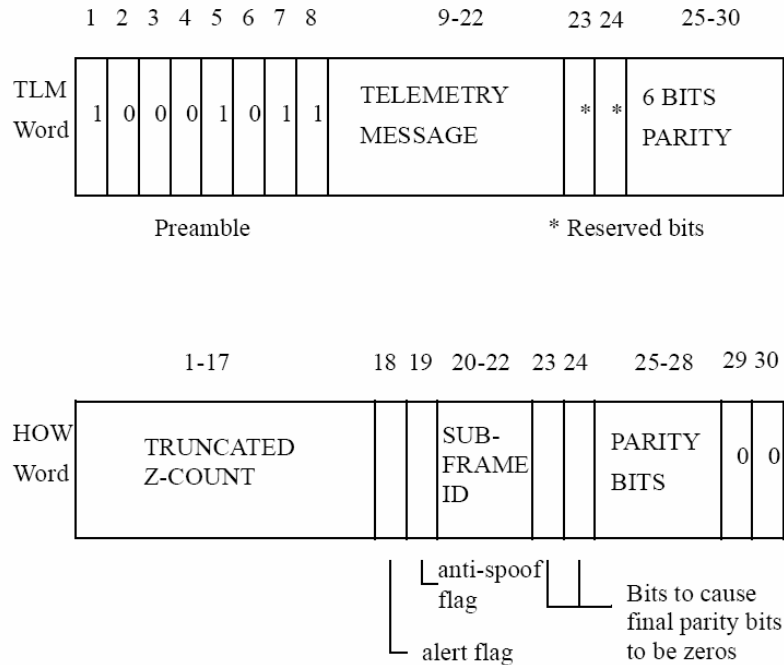 1 2 3 4 5 6 7 8 9-22 23 24 25-30
TLM
Word
1 0 0 0 1 0 1 1
TELEMETRY
MESSAGE
* *
6 BITS
PARITY
Preamble
* Reserved bits
1-17 18 19 20-22 23 24 25-28 29 30
HOW
Word
TRUNCATED
Z-COUNT
SUB-
FRAME
ID
PARITY
BITS
0 0
anti-spoof
flag
alert flag
Bits to cause
final parity bits
to be zeros